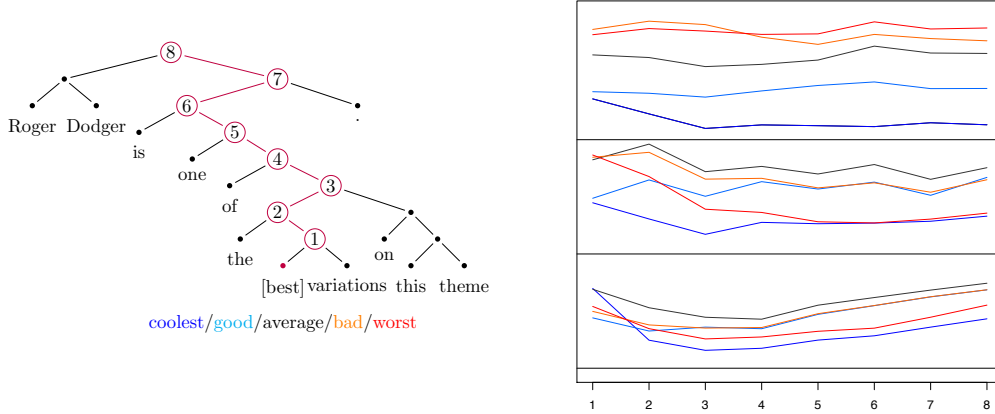 8
7
6
Roger Dodger
.
5
is
4
one
3
of
2
1
the
on
[best] variations this theme
coolest/good/average/bad/worst
1 2 3 4 5 6 7 8